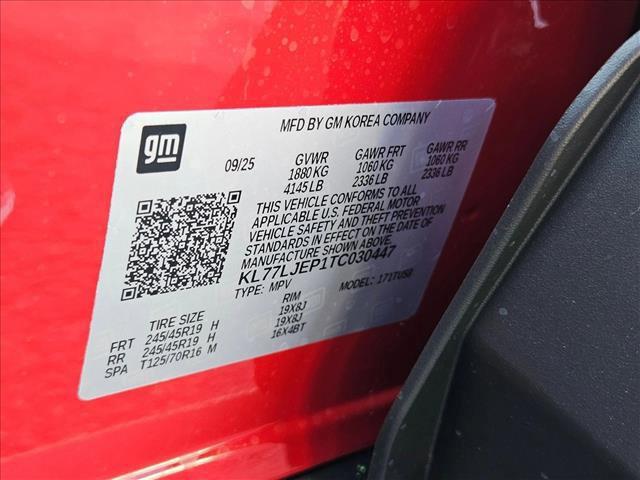 gm
MFD BY GM KOREA COMPANY
09/25 GVWR GAWR FRT GAWR RR
1880 KG 1060 KG 1060 KG
4145 LB 2336 LB 2336 LB
THIS VEHICLE CONFORMS TO ALL
APPLICABLE U.S. FEDERAL MOTOR
VEHICLE SAFETY AND THEFT PREVENTION
STANDARDS IN EFFECT ON THE DATE OF
MANUFACTURE SHOWN ABOVE.
KL77LJEP1TC030447
TYPE: MPV MODEL: 1TUS8
TIRE SIZE RIM
FRT 245/45R19 H 19X8J
RR 245/45R19 H 19X8J
SPA T125/70R16 M 16X4BT